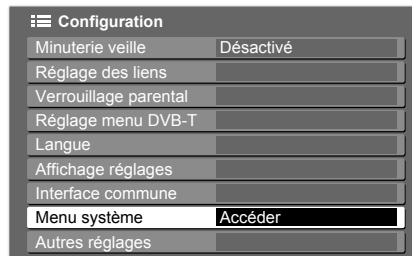 Configuration
Minuterie veille Désactivé
Réglage des liens
Verrouillage parental
Réglage menu DVB-T
Langue
Affichage réglages
Interface commune
Menu système Accéder
Autres réglages